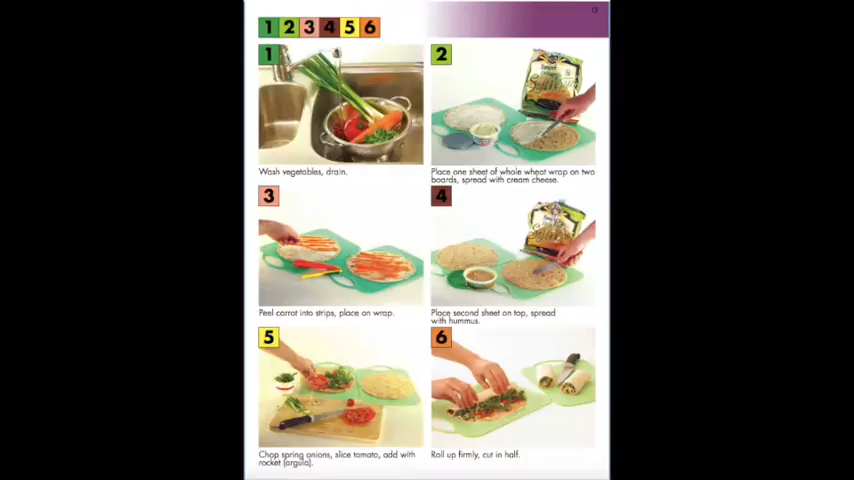 13
1 2 3 4 5 6
1
2
Wash vegetables, drain.
Place one sheet of whole wheat wrap on two
boards, spread with cream cheese.
3
4
Peel carrot into strips, place on wrap.
Place second sheet on top, spread
with hummus.
5
6
Chop spring onions, slice tomato, add with
rocket (argula).
Roll up firmly, cut in half.